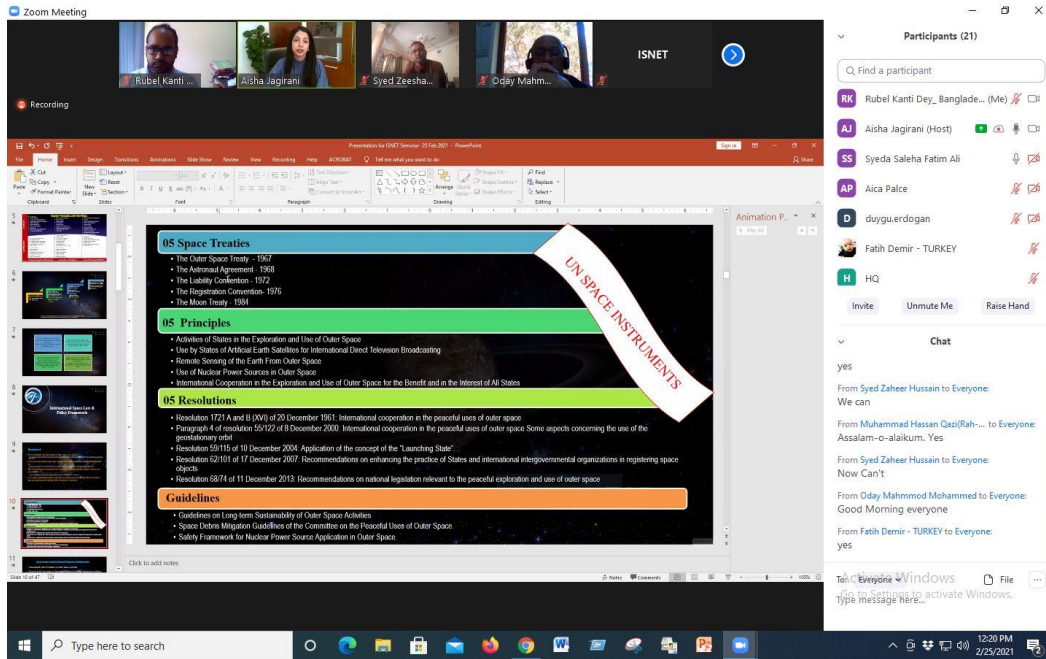 Zoom Meeting
Rubel Kanti ...
Aisha Jagirani
Syed Zeesha...
Oday Mahm...
ISNET
Recording
Presentation for ISNET Seminar- 25 Feb 2021 - PowerPoint
Sign in
File Home Insert Design Transitions Animations Slide Show Review View Recording Help ACROBAT Tell me what you want to do
Share
Paste
Cut
Copy
Format Painter
Clipboard
New Slide
Layout
Reset
Section
Slides
Font
Text Direction
Align Text
Convert to SmartArt
Paragraph
Arrange
Quick Styles
Shape Fill
Shape Outline
Shape Effects
Drawing
Find
Replace
Select
Editing
5
6
7
8
International Space Law & Policy Framework
9
10
11
05 Space Treaties
• The Outer Space Treaty - 1967
• The Astronaut Agreement - 1968
• The Liability Convention - 1972
• The Registration Convention- 1976
• The Moon Treaty - 1984
05 Principles
• Activities of States in the Exploration and Use of Outer Space
• Use by States of Artificial Earth Satellites for International Direct Television Broadcasting
• Remote Sensing of the Earth From Outer Space
• Use of Nuclear Power Sources in Outer Space
• International Cooperation in the Exploration and Use of Outer Space for the Benefit and in the Interest of All States
05 Resolutions
• Resolution 1721 A and B (XVI) of 20 December 1961: International cooperation in the peaceful uses of outer space
• Paragraph 4 of resolution 55/122 of 8 December 2000: International cooperation in the peaceful uses of outer space Some aspects concerning the use of the
geostationary orbit
• Resolution 59/115 of 10 December 2004: Application of the concept of the "Launching State";
• Resolution 62/101 of 17 December 2007: Recommendations on enhancing the practice of States and international intergovernmental organizations in registering space
objects
• Resolution 68/74 of 11 December 2013: Recommendations on national legislation relevant to the peaceful exploration and use of outer space
Guidelines
• Guidelines on Long-term Sustainability of Outer Space Activities
• Space Debris Mitigation Guidelines of the Committee on the Peaceful Uses of Outer Space.
• Safety Framework for Nuclear Power Source Application in Outer Space.
UN SPACE INSTRUMENTS
Animation P...
Play All
Click to add notes
Slide 10 of 47
Notes
Comments
105%
Participants (21)
Find a participant
RK Rubel Kanti Dey_ Banglade... (Me)
AJ Aisha Jagirani (Host)
SS Syeda Saleha Fatim Ali
AP Aica Palce
D duygu.erdogan
Fatih Demir - TURKEY
H HQ
Invite Unmute Me Raise Hand
Chat
yes
From Syed Zaheer Hussain to Everyone:
We can
From Muhammad Hassan Qazi(Rah-... to Everyone:
Assalam-o-alaikum. Yes
From Syed Zaheer Hussain to Everyone:
Now Can't
From Oday Mahmmod Mohammed to Everyone:
Good Morning everyone
From Fatih Demir - TURKEY to Everyone:
yes
To: Everyone
File
...
Activate Windows
Go to Settings to activate Windows.
Type message here...
Type here to search
12:20 PM
2/25/2021
2